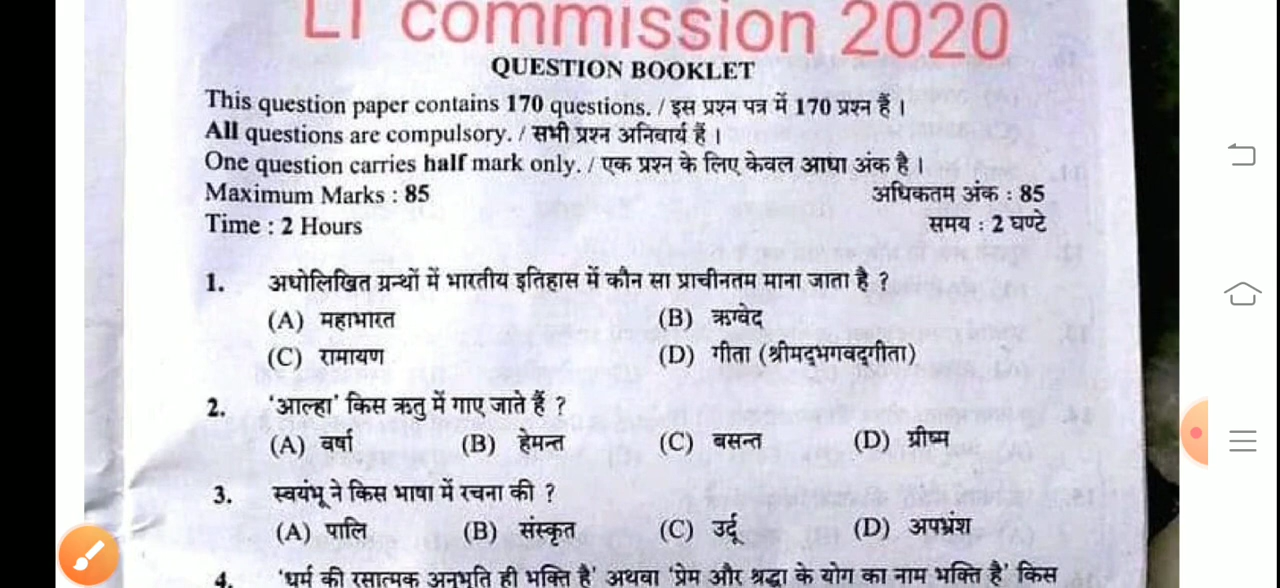 LT commission 2020
QUESTION BOOKLET
This question paper contains 170 questions. / इस प्रश्न पत्र में 170 प्रश्न हैं ।
All questions are compulsory. / सभी प्रश्न अनिवार्य हैं ।
One question carries half mark only. / एक प्रश्न के लिए केवल आधा अंक है ।
Maximum Marks : 85 अधिकतम अंक : 85
Time : 2 Hours समय : 2 घण्टे
1. अधोलिखित ग्रन्थों में भारतीय इतिहास में कौन सा प्राचीनतम माना जाता है ?
(A) महाभारत (B) ऋग्वेद
(C) रामायण (D) गीता (श्रीमद्भगवद्गीता)
2. ‘आल्हा’ किस ऋतु में गाए जाते हैं ?
(A) वर्षा (B) हेमन्त (C) बसन्त (D) ग्रीष्म
3. स्वयंभू ने किस भाषा में रचना की ?
(A) पालि (B) संस्कृत (C) उर्दू (D) अपभ्रंश
4. ‘धर्म की रसात्मक अनुभूति ही भक्ति है’ अथवा ‘प्रेम और श्रद्धा के योग का नाम भक्ति है’ किस